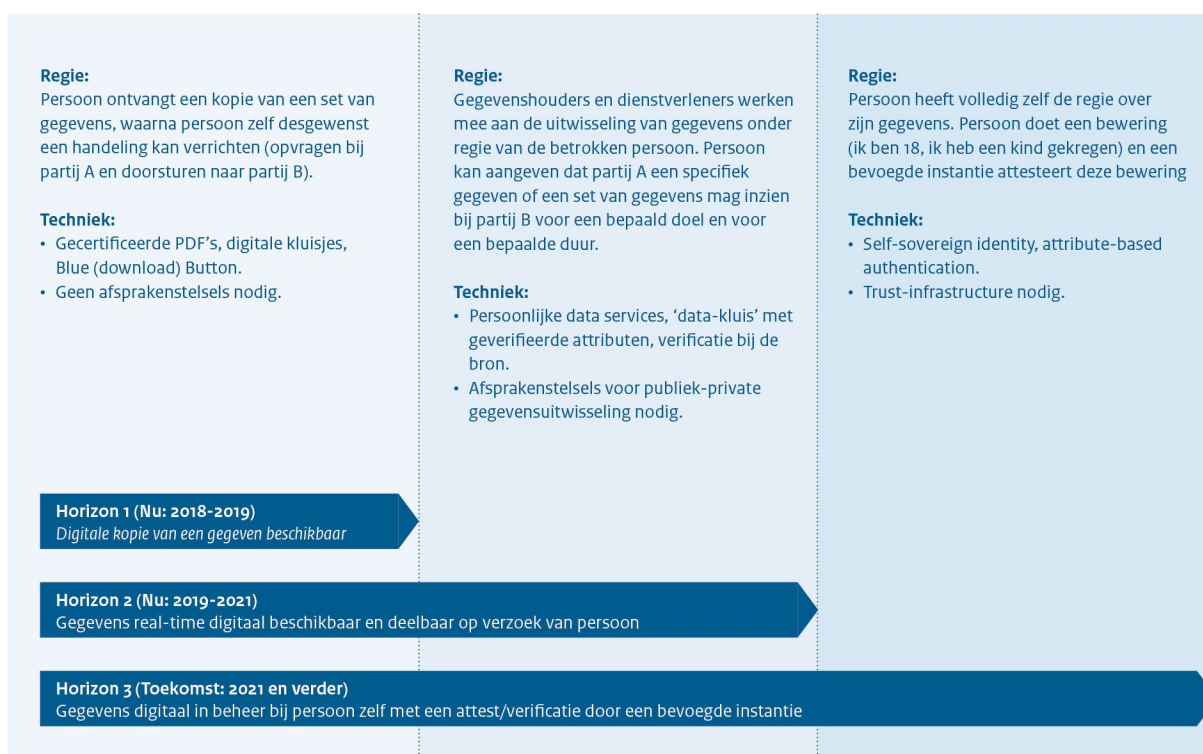 Regie:
Persoon ontvangt een kopie van een set van
gegevens, waarna persoon zelf desgewenst
een handeling kan verrichten (opvragen bij
partij A en doorsturen naar partij B).
Techniek:
• Gecertificeerde PDF's, digitale kluisjes,
Blue (download) Button.
• Geen afsprakenstelsels nodig.
Regie:
Gegevenshouders en dienstverleners werken
mee aan de uitwisseling van gegevens onder
regie van de betrokken persoon. Persoon
kan aangeven dat partij A een specifiek
gegeven of een set van gegevens mag inzien
bij partij B voor een bepaald doel en voor
een bepaalde duur.
Techniek:
• Persoonlijke data services, ‘data-kluis’ met
geverifieerde attributen, verificatie bij de
bron.
• Afsprakenstelsels voor publiek-private
gegevensuitwisseling nodig.
Regie:
Persoon heeft volledig zelf de regie over
zijn gegevens. Persoon doet een bewering
(ik ben 18, ik heb een kind gekregen) en een
bevoegde instantie attesteert deze bewering
Techniek:
• Self-sovereign identity, attribute-based
authentication.
• Trust-infrastructure nodig.
Horizon 1 (Nu: 2018-2019)
Digitale kopie van een gegeven beschikbaar
Horizon 2 (Nu: 2019-2021)
Gegevens real-time digitaal beschikbaar en deelbaar op verzoek van persoon
Horizon 3 (Toekomst: 2021 en verder)
Gegevens digitaal in beheer bij persoon zelf met een attest/verificatie door een bevoegde instantie